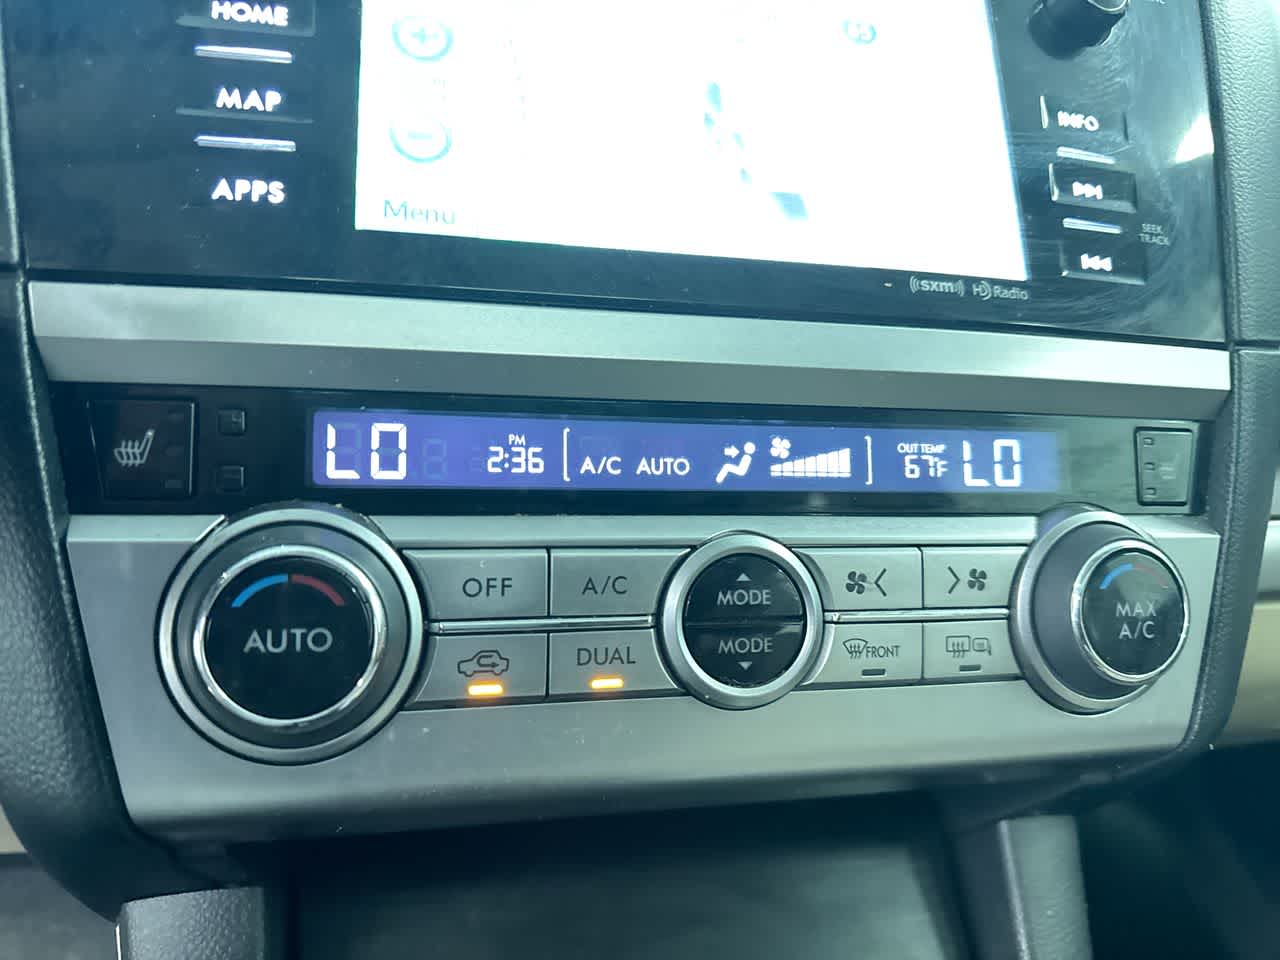 HOME
MAP
APPS
Menu
65
INFO
SEEK
TRACK
((sxm)) HD Radio
LO PM 2:36 [ A/C AUTO ] OUT TEMP 67°F LO
AUTO
OFF
A/C
DUAL
MODE
MODE
FRONT
MAX
A/C